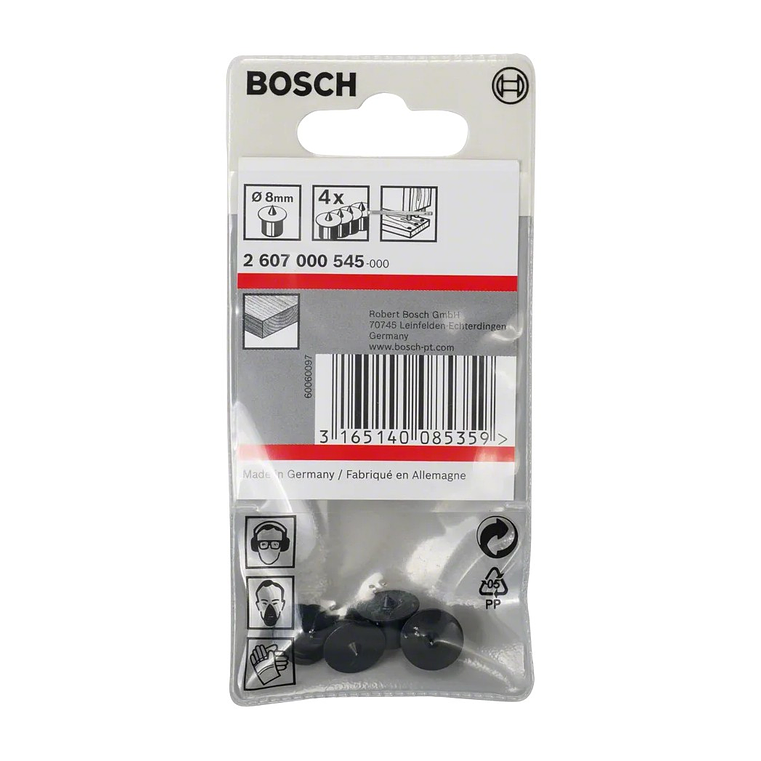 BOSCH
Ø 8mm
4x
2 607 000 545-000
Robert Bosch GmbH
70745 Leinfelden-Echterdingen
Germany
www.bosch-pt.com
60060097
3 165140 085359 >
Made in Germany / Fabriqué en Allemagne
05
PP